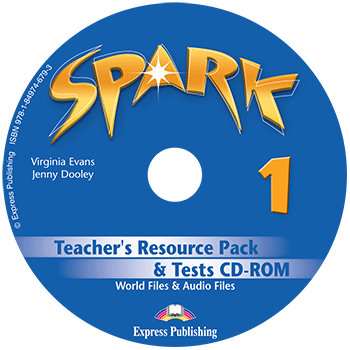 SPARK
1
Virginia Evans
Jenny Dooley
© Express Publishing ISBN 978-1-84974-679-3
Teacher's Resource Pack
& Tests CD-ROM
World Files & Audio Files
Express Publishing